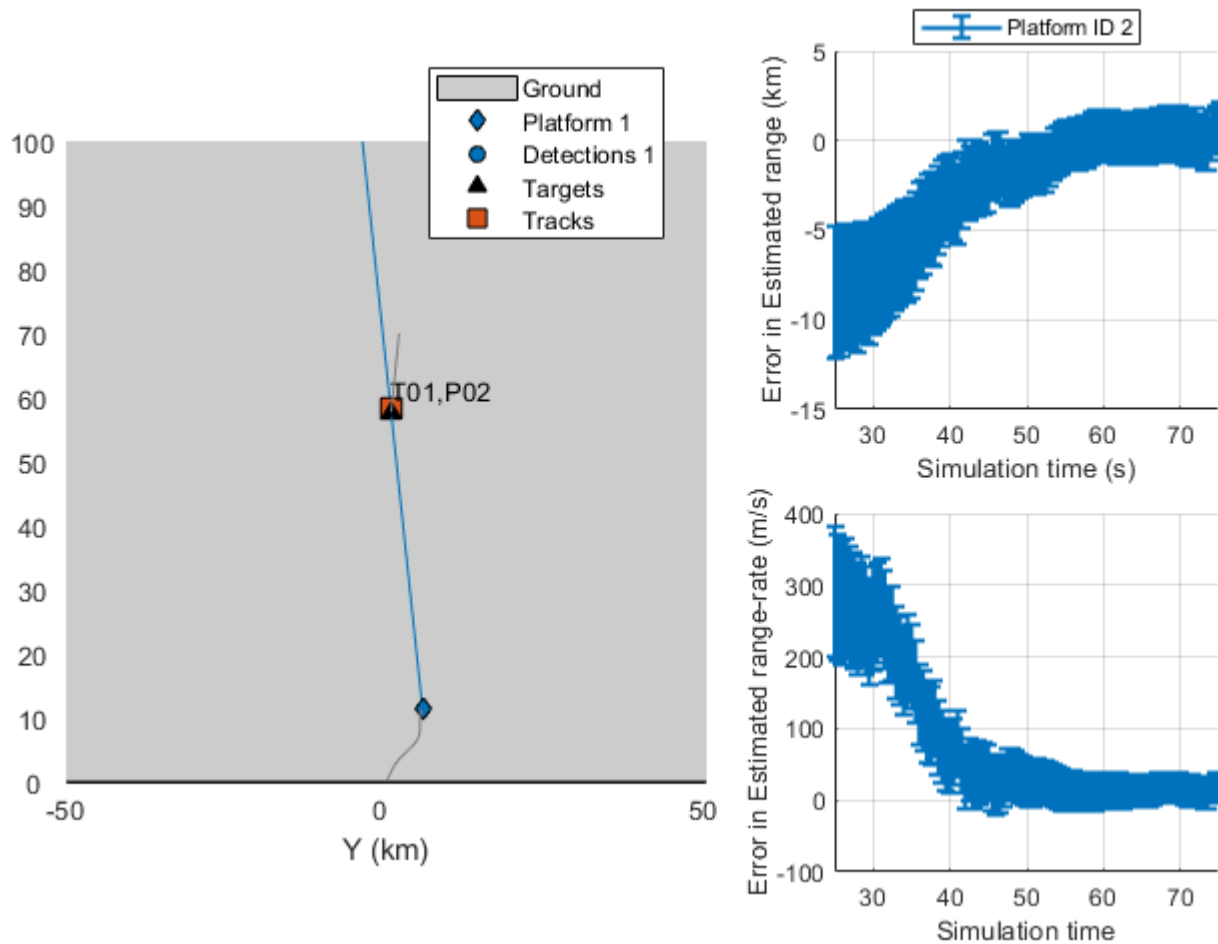 Ground
Platform 1
Detections 1
Targets
Tracks
100
90
80
70
60
50
40
30
20
10
0
T01,P02
-50
0
50
Y (km)
Platform ID 2
5
0
-5
-10
-15
Error in Estimated range (km)
30
40
50
60
70
Simulation time (s)
400
300
200
100
0
-100
Error in Estimated range-rate (m/s)
30
40
50
60
70
Simulation time